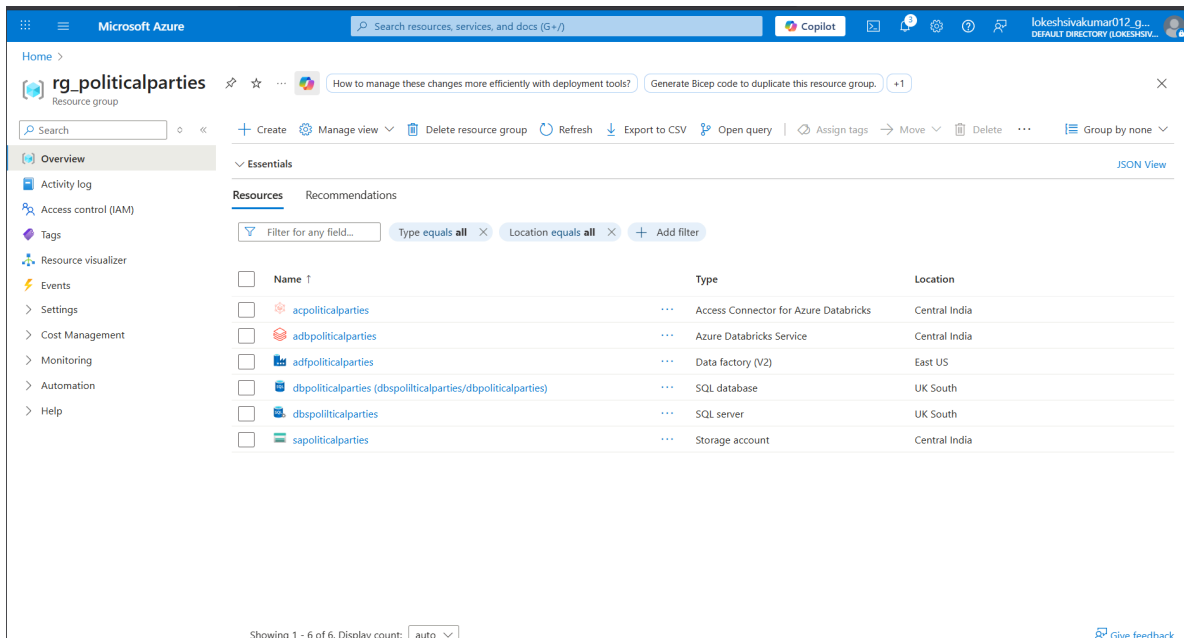 Microsoft Azure
Search resources, services, and docs (G+/)
Copilot
3
lokeshsivakumar012_g...
DEFAULT DIRECTORY (LOKESHSIV...
Home >
rg_politicalparties
Resource group
How to manage these changes more efficiently with deployment tools?
Generate Bicep code to duplicate this resource group.
+1
Search
Create
Manage view
Delete resource group
Refresh
Export to CSV
Open query
Assign tags
Move
Delete
Group by none
Overview
Activity log
Access control (IAM)
Tags
Resource visualizer
Events
Settings
Cost Management
Monitoring
Automation
Help
Essentials
JSON View
Resources Recommendations
Filter for any field...
Type equals all
Location equals all
Add filter
Name ↑ Type Location
acpoliticalparties ... Access Connector for Azure Databricks Central India
adbpoliticalparties ... Azure Databricks Service Central India
adfpoliticalparties ... Data factory (V2) East US
dbpoliticalparties (dbspolilticalparties/dbpoliticalparties) ... SQL database UK South
dbspolilticalparties ... SQL server UK South
sapoliticalparties ... Storage account Central India
Showing 1 - 6 of 6. Display count: auto
Give feedback